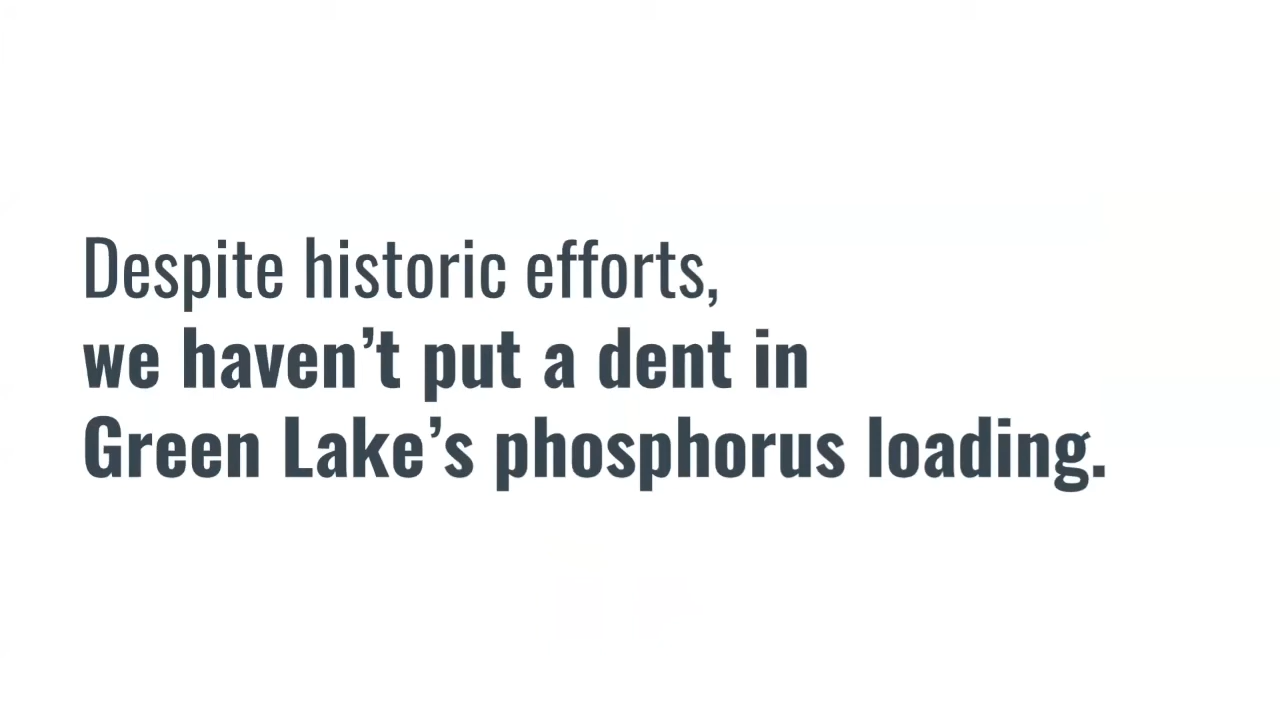 Despite historic efforts,
we haven’t put a dent in
Green Lake’s phosphorus loading.